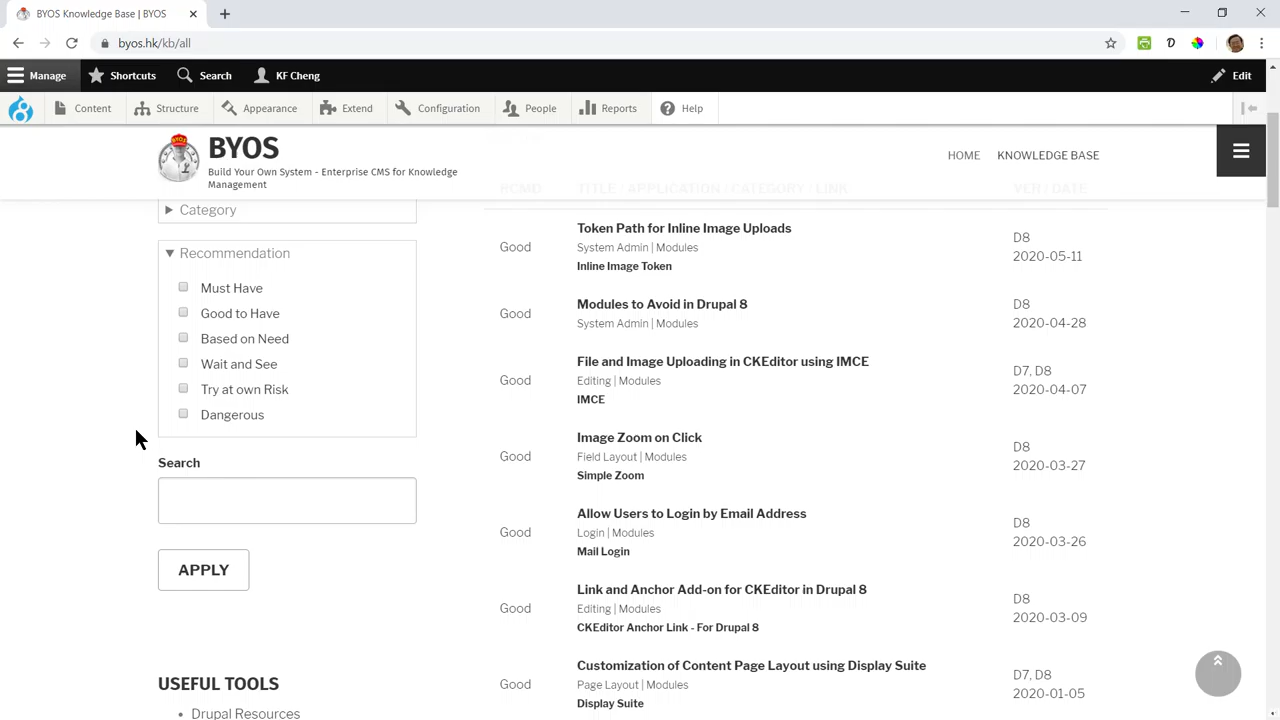 BYOS Knowledge Base | BYOS
byos.hk/kb/all
Manage
Shortcuts
Search
KF Cheng
Edit
Content
Structure
Appearance
Extend
Configuration
People
Reports
Help
BYOS
Build Your Own System - Enterprise CMS for Knowledge
Management
HOME
KNOWLEDGE BASE
RCMD
TITLE / APPLICATION / CATEGORY / LINK
VER / DATE
Category
Recommendation
Must Have
Good to Have
Based on Need
Wait and See
Try at own Risk
Dangerous
Search
APPLY
USEFUL TOOLS
Drupal Resources
Good
Token Path for Inline Image Uploads
System Admin | Modules
Inline Image Token
D8
2020-05-11
Good
Modules to Avoid in Drupal 8
System Admin | Modules
D8
2020-04-28
Good
File and Image Uploading in CKEditor using IMCE
Editing | Modules
IMCE
D7, D8
2020-04-07
Good
Image Zoom on Click
Field Layout | Modules
Simple Zoom
D8
2020-03-27
Good
Allow Users to Login by Email Address
Login | Modules
Mail Login
D8
2020-03-26
Good
Link and Anchor Add-on for CKEditor in Drupal 8
Editing | Modules
CKEditor Anchor Link - For Drupal 8
D8
2020-03-09
Good
Customization of Content Page Layout using Display Suite
Page Layout | Modules
Display Suite
D7, D8
2020-01-05